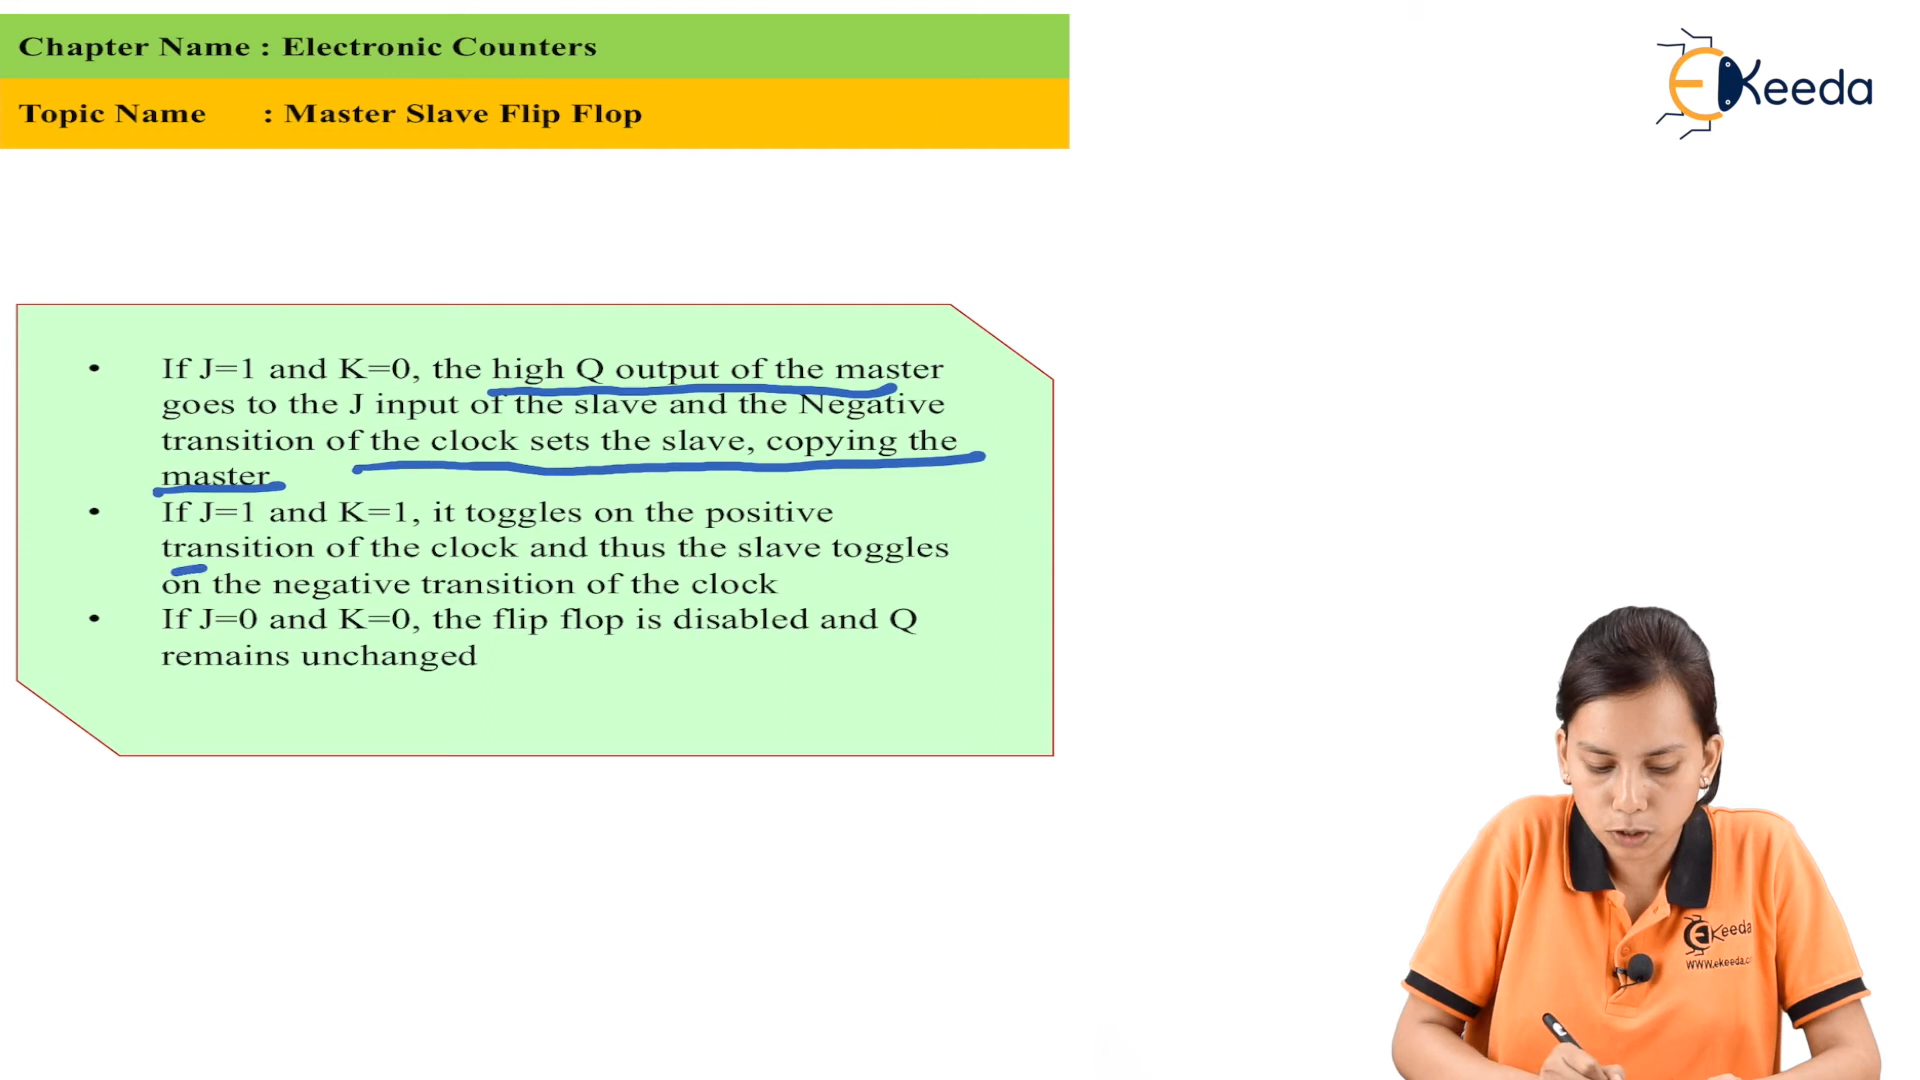 Chapter Name : Electronic Counters
Topic Name : Master Slave Flip Flop
Keeda
• If J=1 and K=0, the high Q output of the master
goes to the J input of the slave and the Negative
transition of the clock sets the slave, copying the
master
• If J=1 and K=1, it toggles on the positive
transition of the clock and thus the slave toggles
on the negative transition of the clock
• If J=0 and K=0, the flip flop is disabled and Q
remains unchanged
Keeda